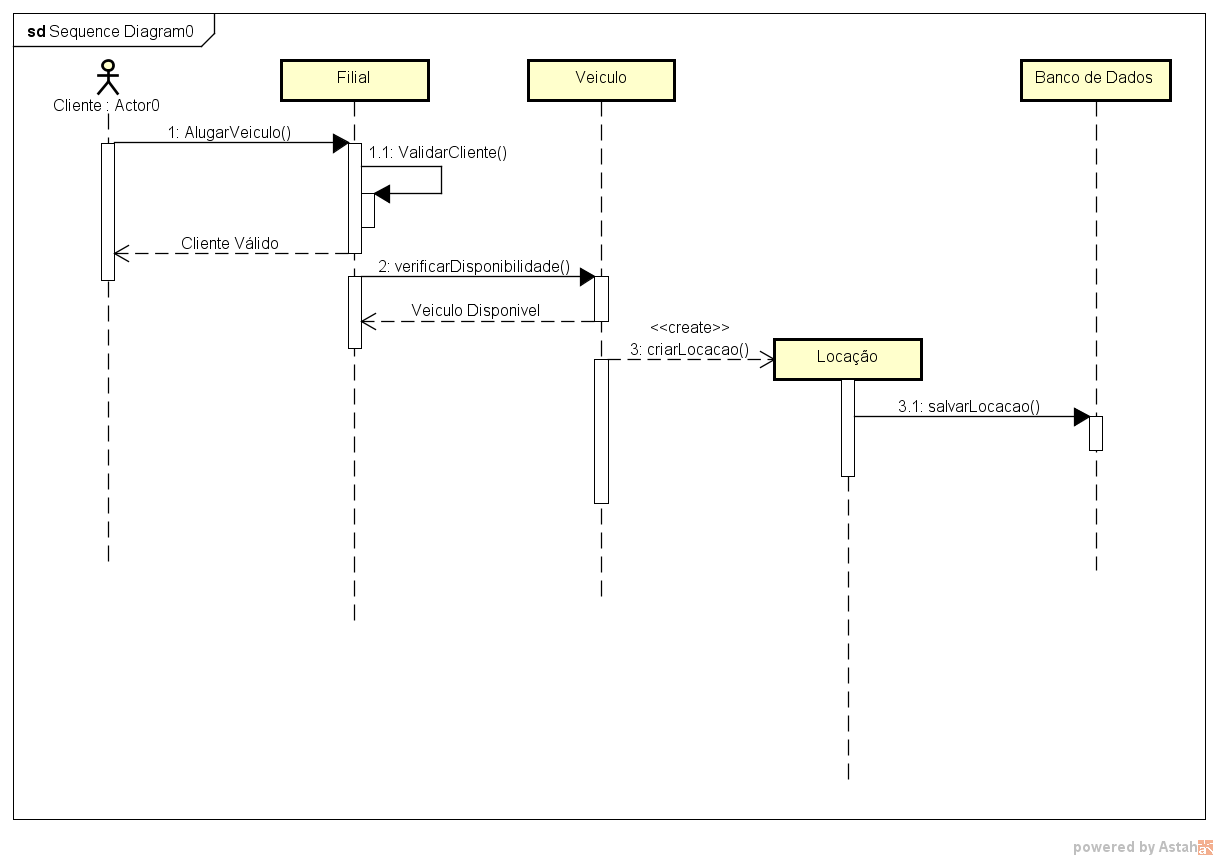 sd Sequence Diagram0
Cliente : Actor0
Filial
Veiculo
Banco de Dados
1: AlugarVeiculo()
1.1: ValidarCliente()
Cliente Válido
2: verificarDisponibilidade()
Veiculo Disponivel
<<create>>
3: criarLocacao()
Locação
3.1: salvarLocacao()
powered by Astah